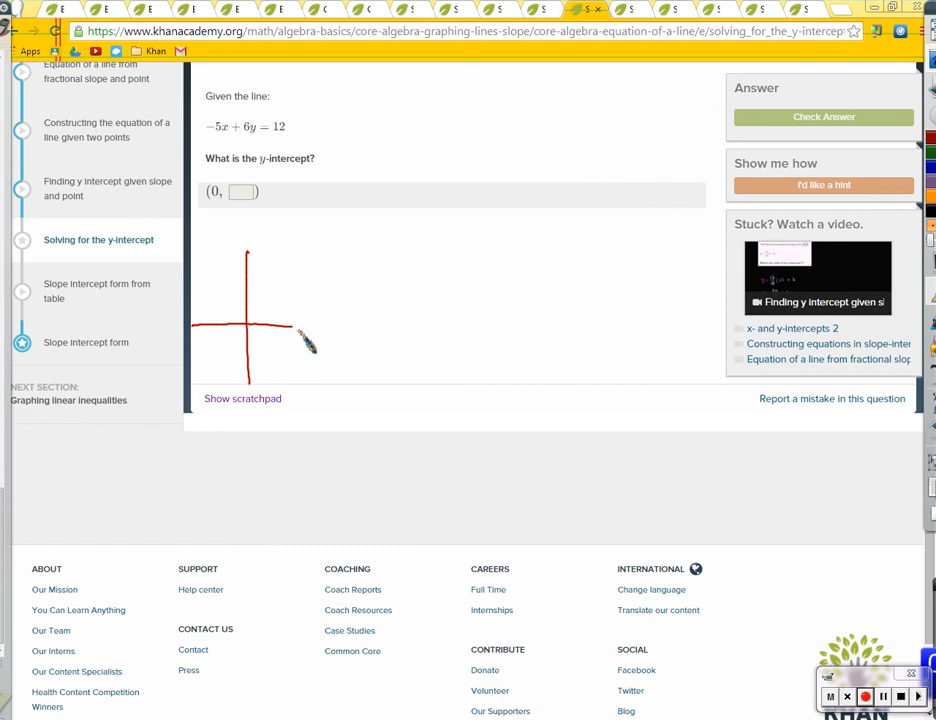 E E E E E E C C S S S S S S S S S S
https://www.khanacademy.org/math/algebra-basics/core-algebra-graphing-lines-slope/core-algebra-equation-of-a-line/e/solving_for_the_y-intercep
Apps Khan
Equation of a line from
fractional slope and point
Constructing the equation of
a line given two points
Finding y intercept given slope
and point
Solving for the y-intercept
Slope intercept form from
table
Slope intercept form
NEXT SECTION:
Graphing linear inequalities
Given the line:
−5x + 6y = 12
What is the y-intercept?
(0, )
Show scratchpad
Report a mistake in this question
Answer
Check Answer
Show me how
I'd like a hint
Stuck? Watch a video.
Finding y intercept given sl
x- and y-intercepts 2
Constructing equations in slope-inter
Equation of a line from fractional slop
ABOUT
Our Mission
You Can Learn Anything
Our Team
Our Interns
Our Content Specialists
Health Content Competition
Winners
SUPPORT
Help center
CONTACT US
Contact
Press
COACHING
Coach Reports
Coach Resources
Case Studies
Common Core
CAREERS
Full Time
Internships
CONTRIBUTE
Donate
Volunteer
Our Supporters
INTERNATIONAL
Change language
Translate our content
SOCIAL
Facebook
Twitter
Blog
M
KHAN